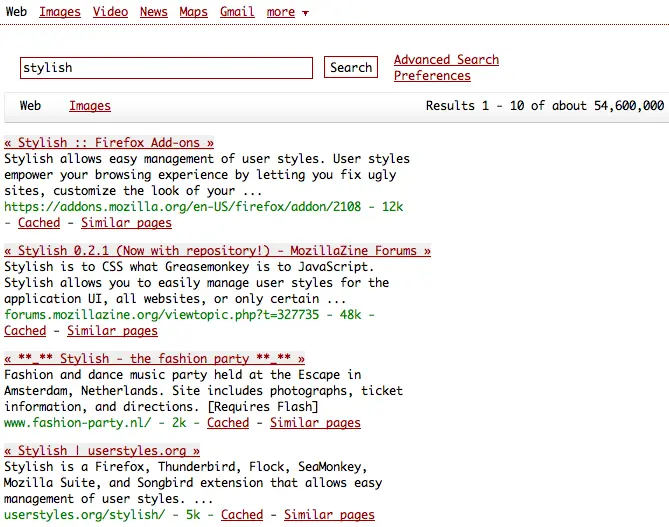 Web Images Video News Maps Gmail more ▼
stylish Search Advanced Search
Preferences
Web Images Results 1 - 10 of about 54,600,000
« Stylish :: Firefox Add-ons »
Stylish allows easy management of user styles. User styles
empower your browsing experience by letting you fix ugly
sites, customize the look of your ...
https://addons.mozilla.org/en-US/firefox/addon/2108 - 12k
- Cached - Similar pages
« Stylish 0.2.1 (Now with repository!) - MozillaZine Forums »
Stylish is to CSS what Greasemonkey is to JavaScript.
Stylish allows you to easily manage user styles for the
application UI, all websites, or only certain ...
forums.mozillazine.org/viewtopic.php?t=327735 - 48k -
Cached - Similar pages
« **_** Stylish - the fashion party **_** »
Fashion and dance music party held at the Escape in
Amsterdam, Netherlands. Site includes photographs, ticket
information, and directions. [Requires Flash]
www.fashion-party.nl/ - 2k - Cached - Similar pages
« Stylish | userstyles.org »
Stylish is a Firefox, Thunderbird, Flock, SeaMonkey,
Mozilla Suite, and Songbird extension that allows easy
management of user styles. ...
userstyles.org/stylish/ - 5k - Cached - Similar pages